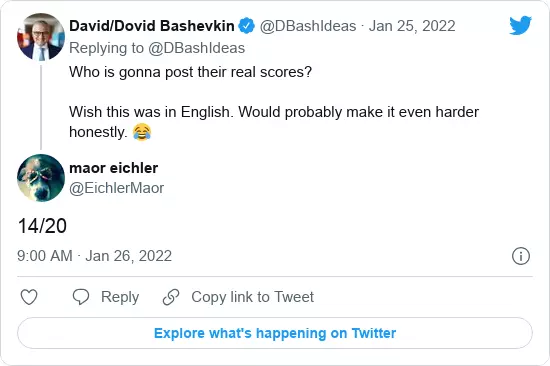 David/Dovid Bashevkin @DBashIdeas · Jan 25, 2022
Replying to @DBashIdeas
Who is gonna post their real scores?
Wish this was in English. Would probably make it even harder
honestly. 😂
maor eichler
@EichlerMaor
14/20
9:00 AM · Jan 26, 2022
Reply
Copy link to Tweet
Explore what's happening on Twitter